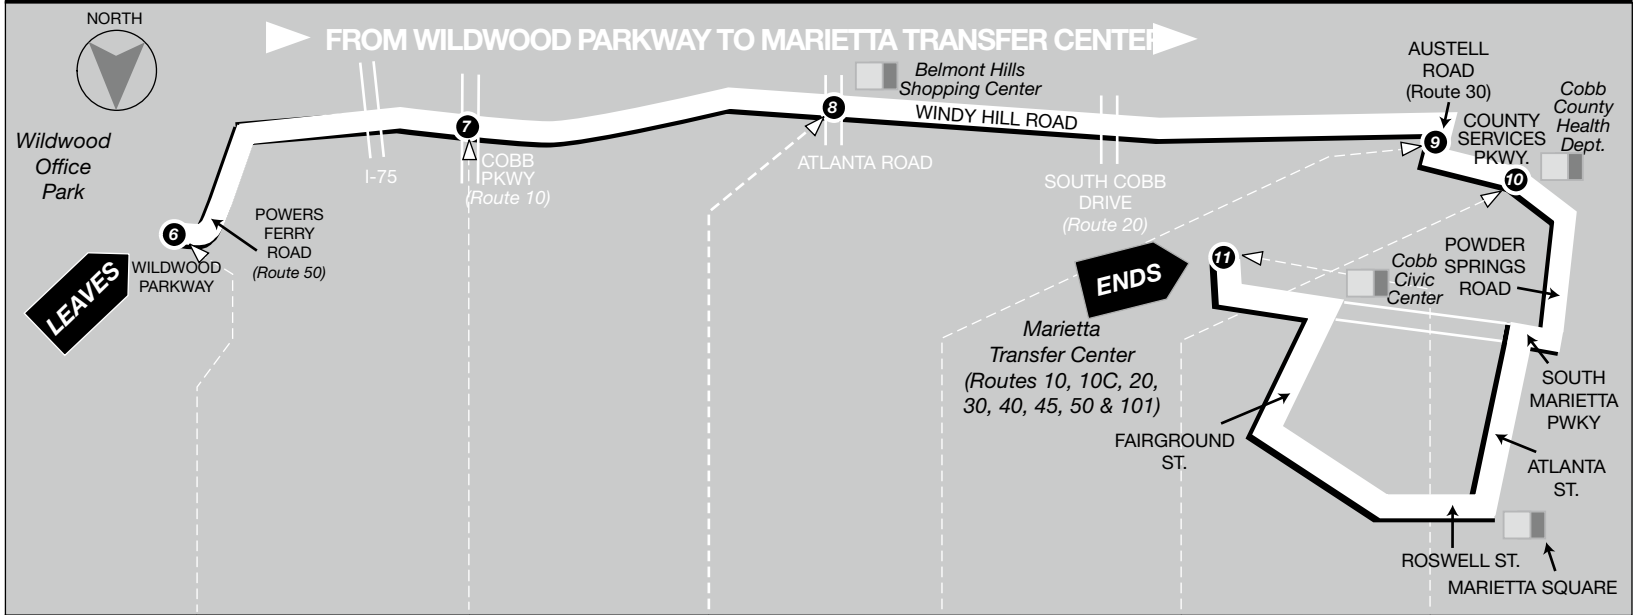 NORTH
FROM WILDWOOD PARKWAY TO MARIETTA TRANSFER CENTER
Wildwood
Office
Park
LEAVES
6
WILDWOOD
PARKWAY
POWERS
FERRY
ROAD
(Route 50)
I-75
7
COBB
PKWY
(Route 10)
8
ATLANTA ROAD
Belmont Hills
Shopping Center
WINDY HILL ROAD
SOUTH COBB
DRIVE
(Route 20)
AUSTELL
ROAD
(Route 30)
9
COUNTY
SERVICES
PKWY.
10
Cobb
County
Health
Dept.
POWDER
SPRINGS
ROAD
11
ENDS
Cobb
Civic
Center
Marietta
Transfer Center
(Routes 10, 10C, 20,
30, 40, 45, 50 & 101)
FAIRGROUND
ST.
SOUTH
MARIETTA
PWKY
ATLANTA
ST.
ROSWELL ST.
MARIETTA SQUARE